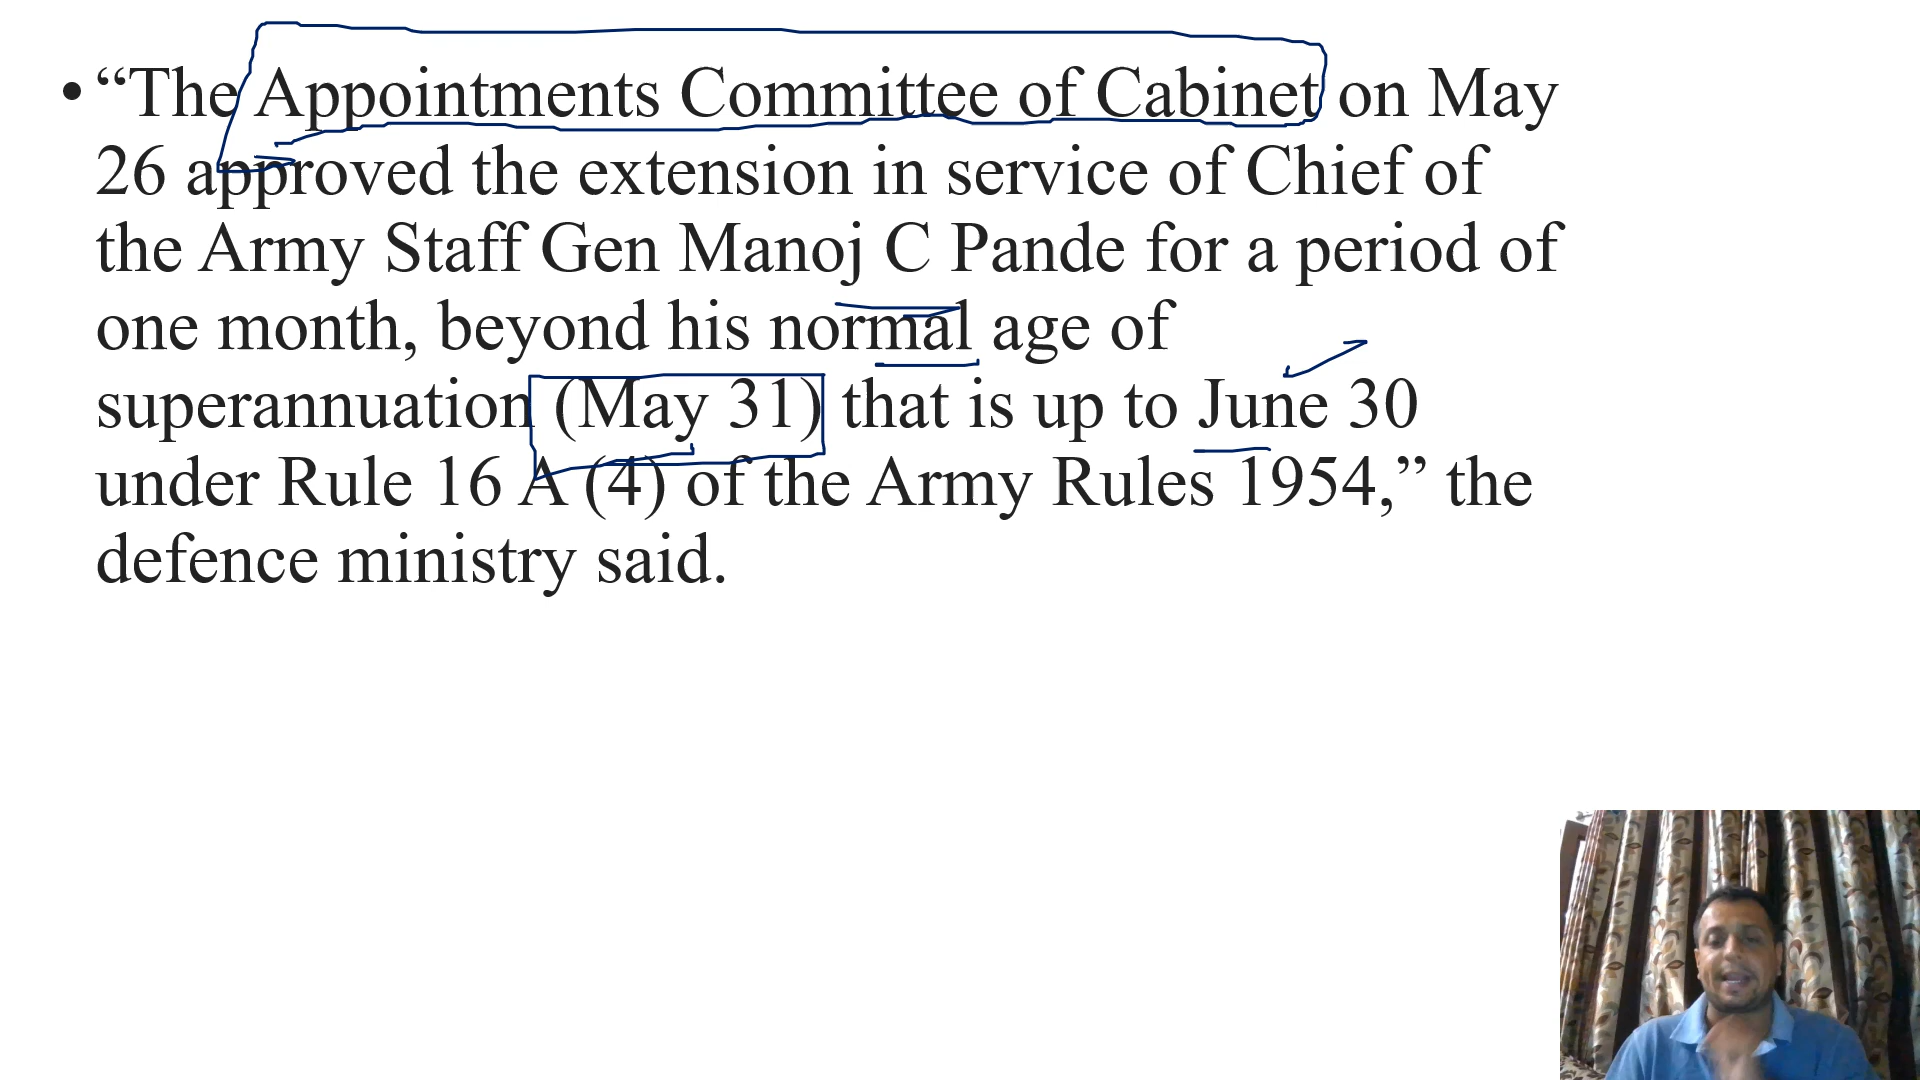 • “The Appointments Committee of Cabinet on May
26 approved the extension in service of Chief of
the Army Staff Gen Manoj C Pande for a period of
one month, beyond his normal age of
superannuation (May 31) that is up to June 30
under Rule 16 A (4) of the Army Rules 1954,” the
defence ministry said.